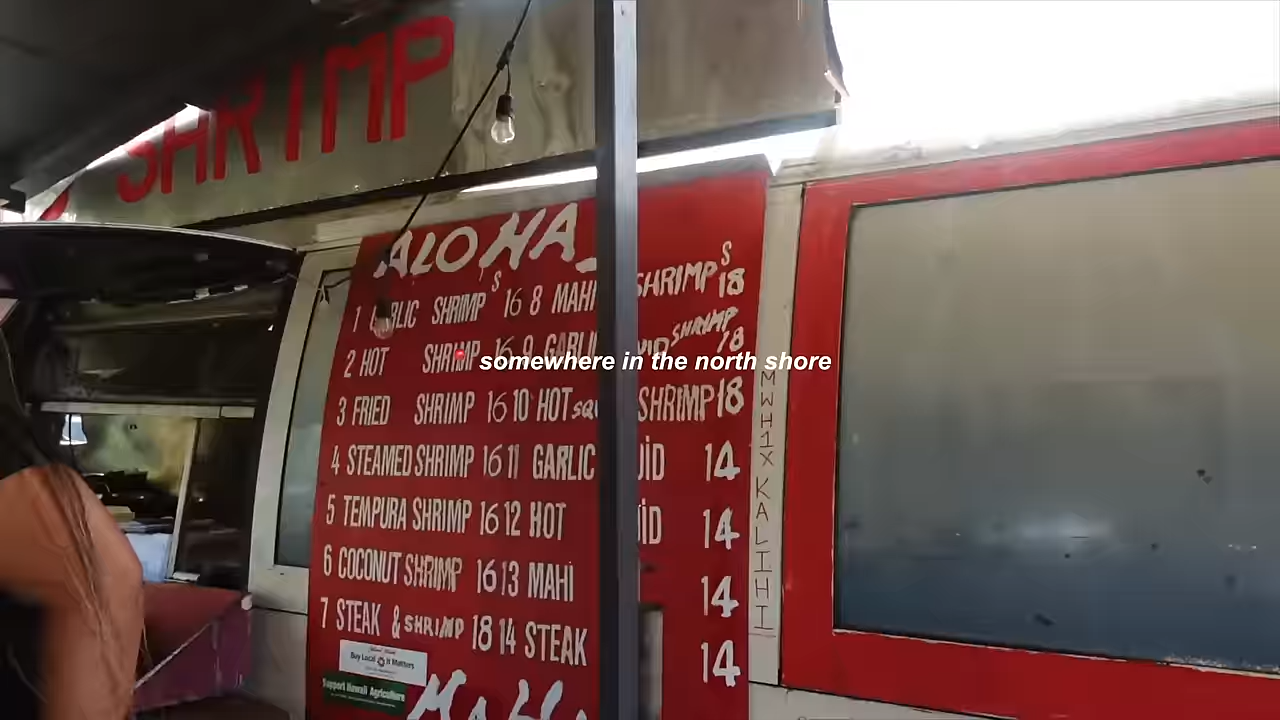 SHRIMP
ALOHA
1 GARLIC SHRIMPS 16 8 MAHI SHRIMPS 18
2 HOT SHRIMP 16 9 GARLIC SHRIMP 18
3 FRIED SHRIMP 16 10 HOT SQU SHRIMP 18
4 STEAMED SHRIMP 16 11 GARLIC UID 14
5 TEMPURA SHRIMP 16 12 HOT UID 14
6 COCONUT SHRIMP 16 13 MAHI 14
7 STEAK & SHRIMP 18 14 STEAK 14
somewhere in the north shore
MWH1X KALIHI
Buy Local It Matters
Support Hawaii Agriculture